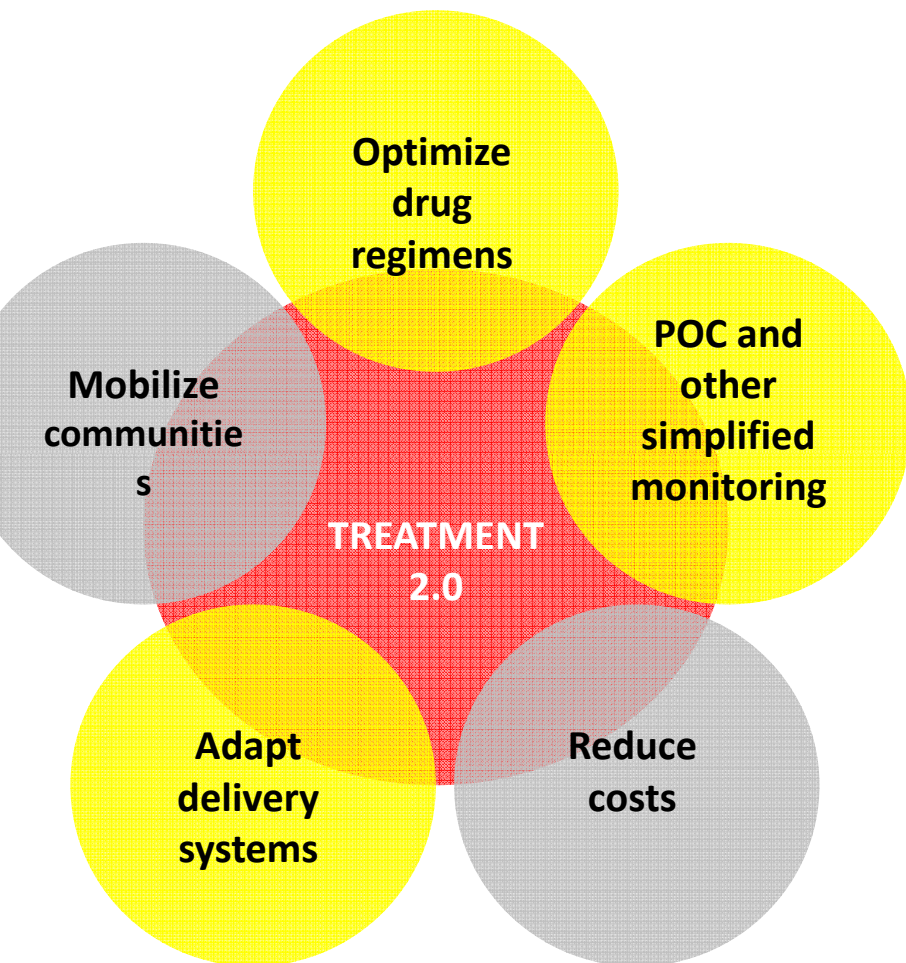 Optimize
drug
regimens
POC and
other
simplified
monitoring
Mobilize
communitie
s
TREATMENT
2.0
Adapt
delivery
systems
Reduce
costs